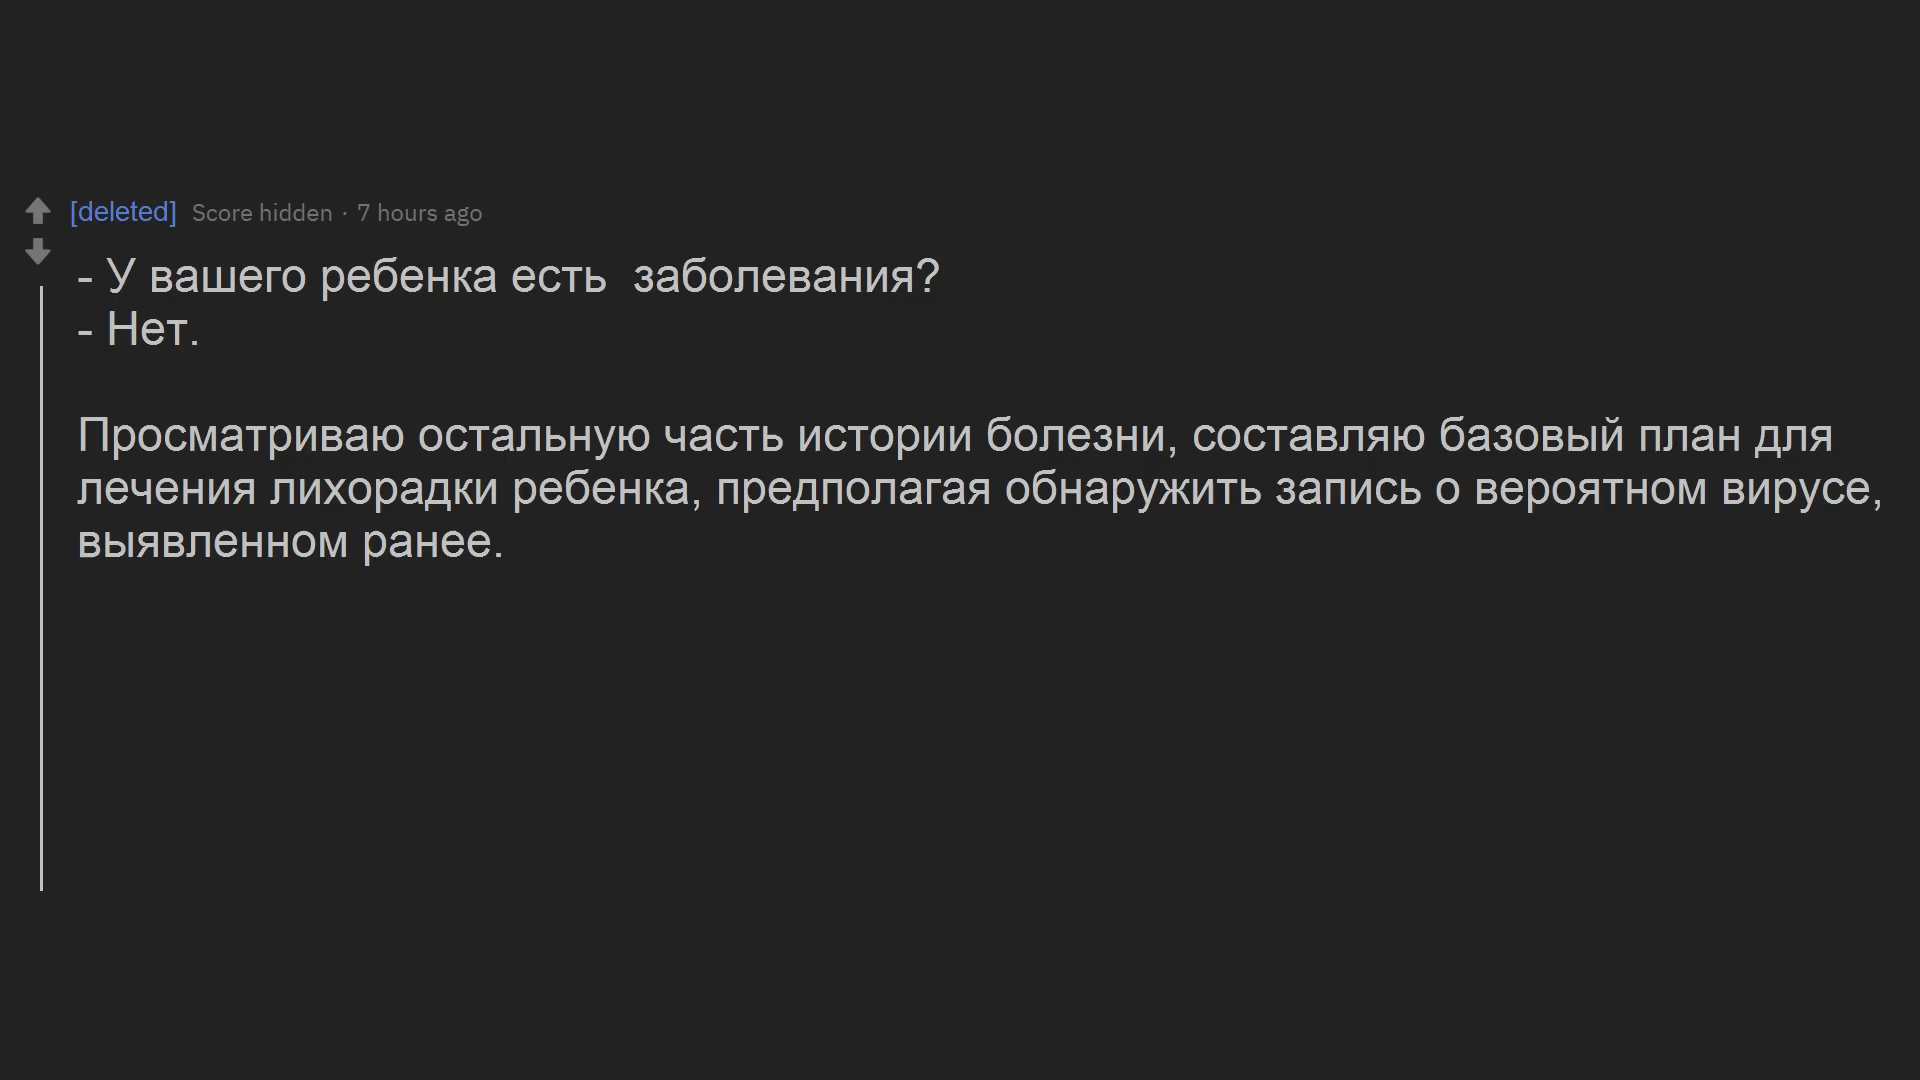 [deleted] Score hidden · 7 hours ago
- У вашего ребенка есть  заболевания?
- Нет.
Просматриваю остальную часть истории болезни, составляю базовый план для
лечения лихорадки ребенка, предполагая обнаружить запись о вероятном вирусе,
выявленном ранее.